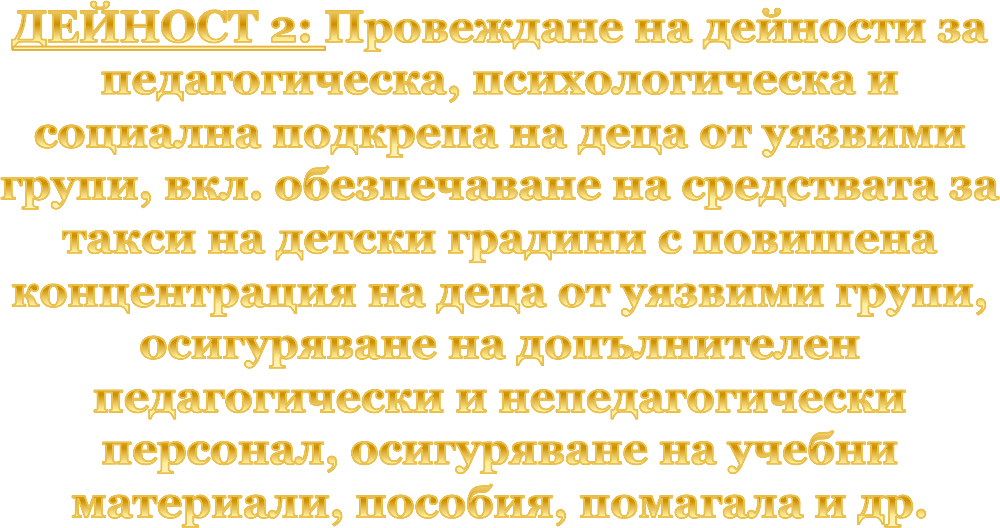 ДЕЙНОСТ 2: Провеждане на дейности за
педагогическа, психологическа и
социална подкрепа на деца от уязвими
групи, вкл. обезпечаване на средствата за
такси на детски градини с повишена
концентрация на деца от уязвими групи,
осигуряване на допълнителен
педагогически и непедагогически
персонал, осигуряване на учебни
материали, пособия, помагала и др.